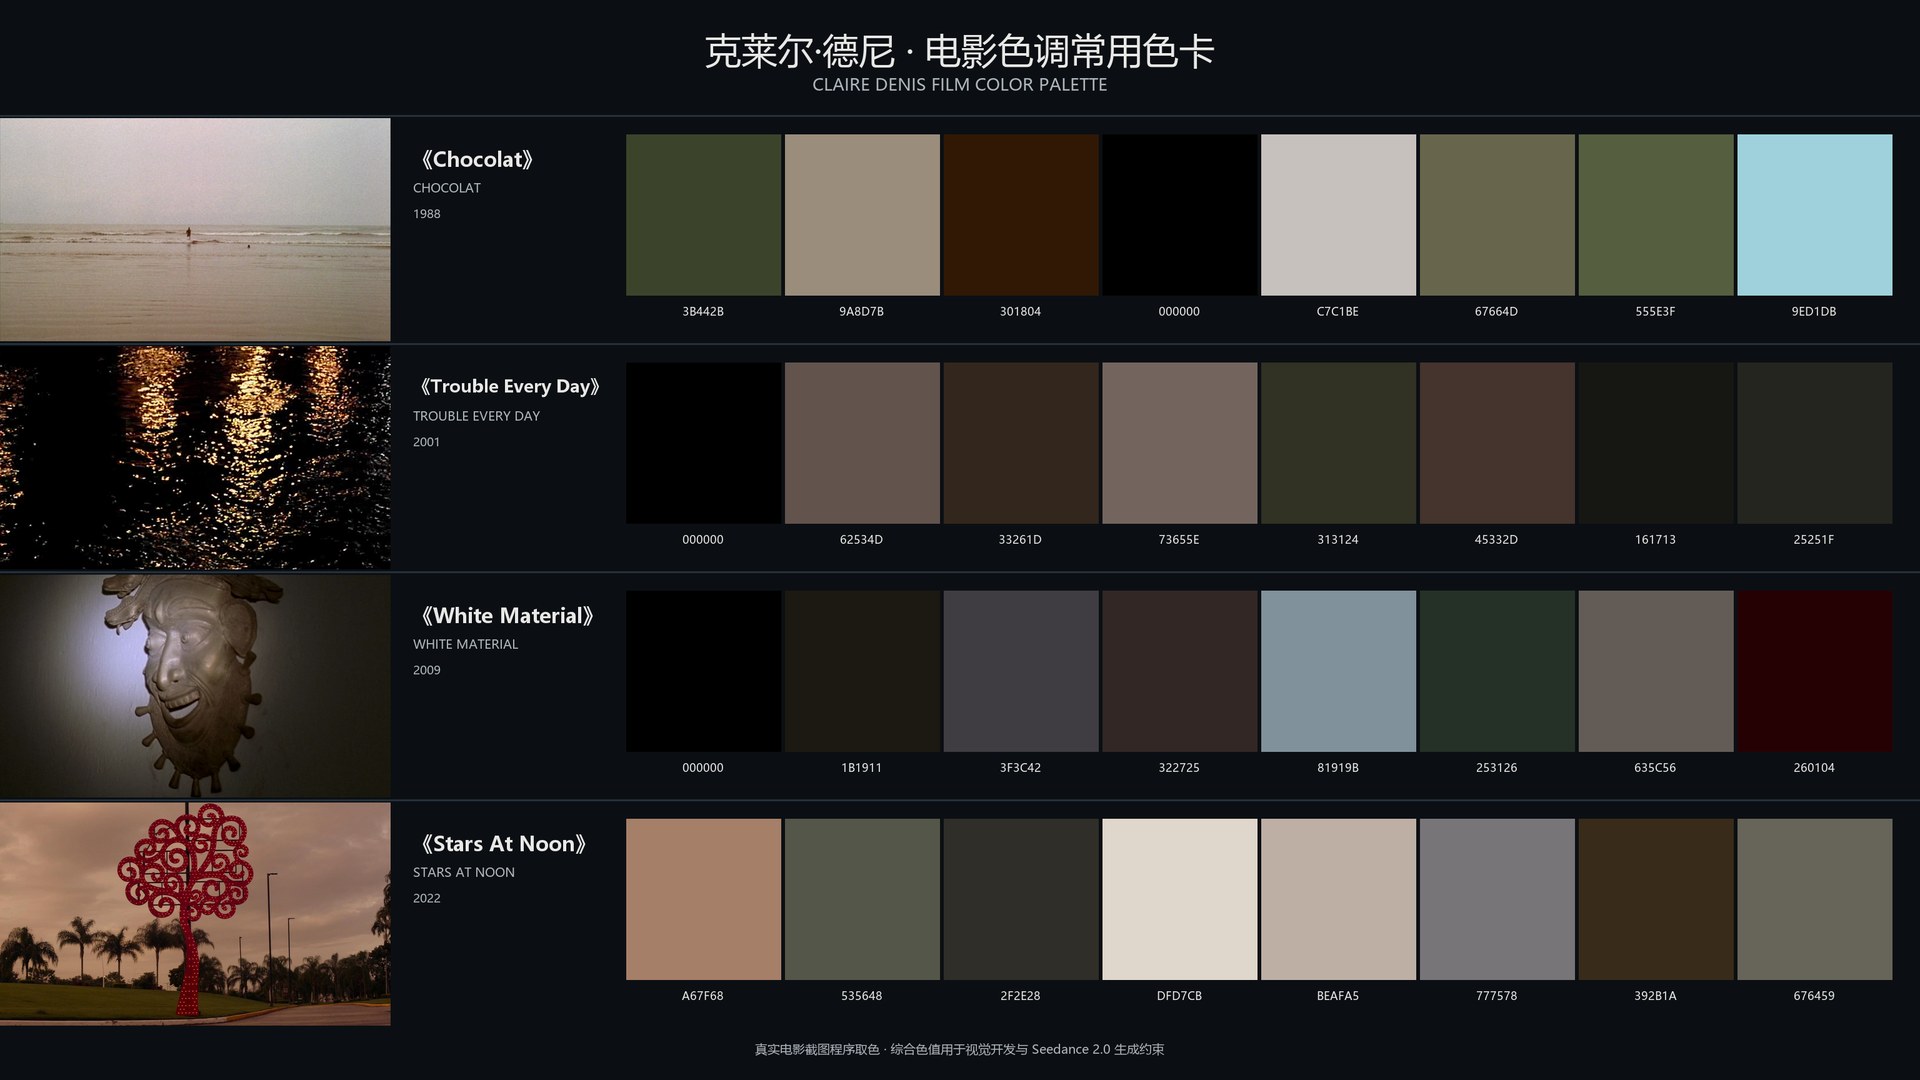 克莱尔·德尼 · 电影色调常用色卡
CLAIRE DENIS FILM COLOR PALETTE
《Chocolat》
CHOCOLAT
1988
3B442B 9A8D7B 301804 000000 C7C1BE 67664D 555E3F 9ED1DB
《Trouble Every Day》
TROUBLE EVERY DAY
2001
000000 62534D 33261D 73655E 313124 45332D 161713 25251F
《White Material》
WHITE MATERIAL
2009
000000 1B1911 3F3C42 322725 81919B 253126 635C56 260104
《Stars At Noon》
STARS AT NOON
2022
A67F68 535648 2F2E28 DFD7CB BEAFA5 777578 392B1A 676459
真实电影截图程序取色 · 综合色值用于视觉开发与 Seedance 2.0 生成约束